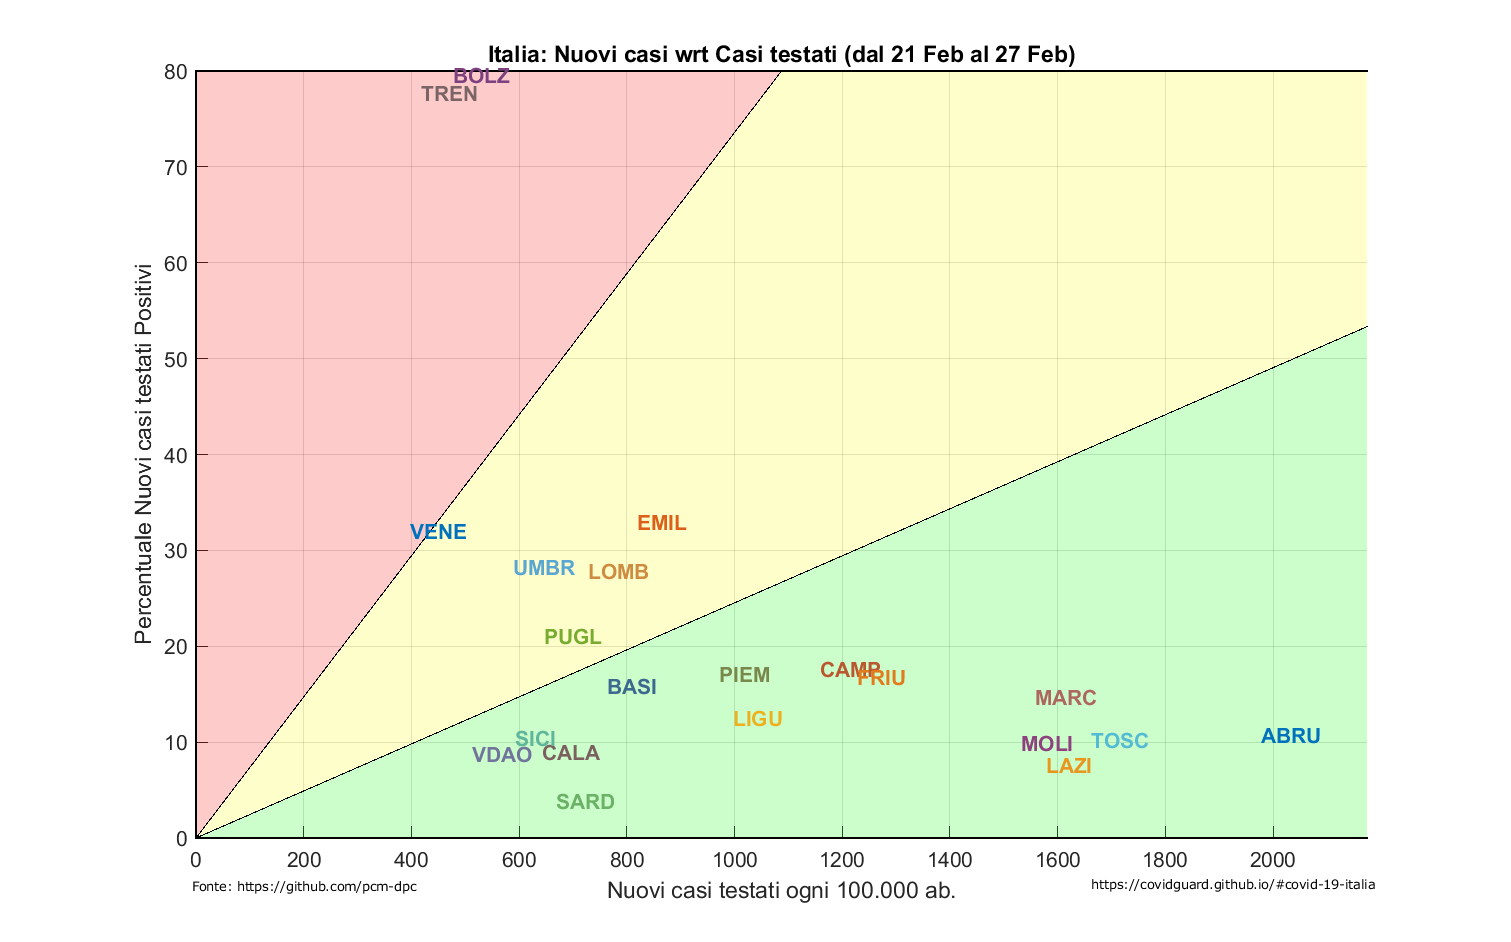 Italia: Nuovi casi wrt Casi testati (dal 21 Feb al 27 Feb)
80
BOLZ
TREN
70
60
50
40
VENE
EMIL
30
UMBR
LOMB
PUGL
20
BASI
PIEM
CAMP
FRIU
MARC
LIGU
10
SICI
VDAO
CALA
MOLI
TOSC
ABRU
LAZI
SARD
0
Percentuale Nuovi casi testati Positivi
0 200 400 600 800 1000 1200 1400 1600 1800 2000
Nuovi casi testati ogni 100.000 ab.
Fonte: https://github.com/pcm-dpc
https://covidguard.github.io/#covid-19-italia